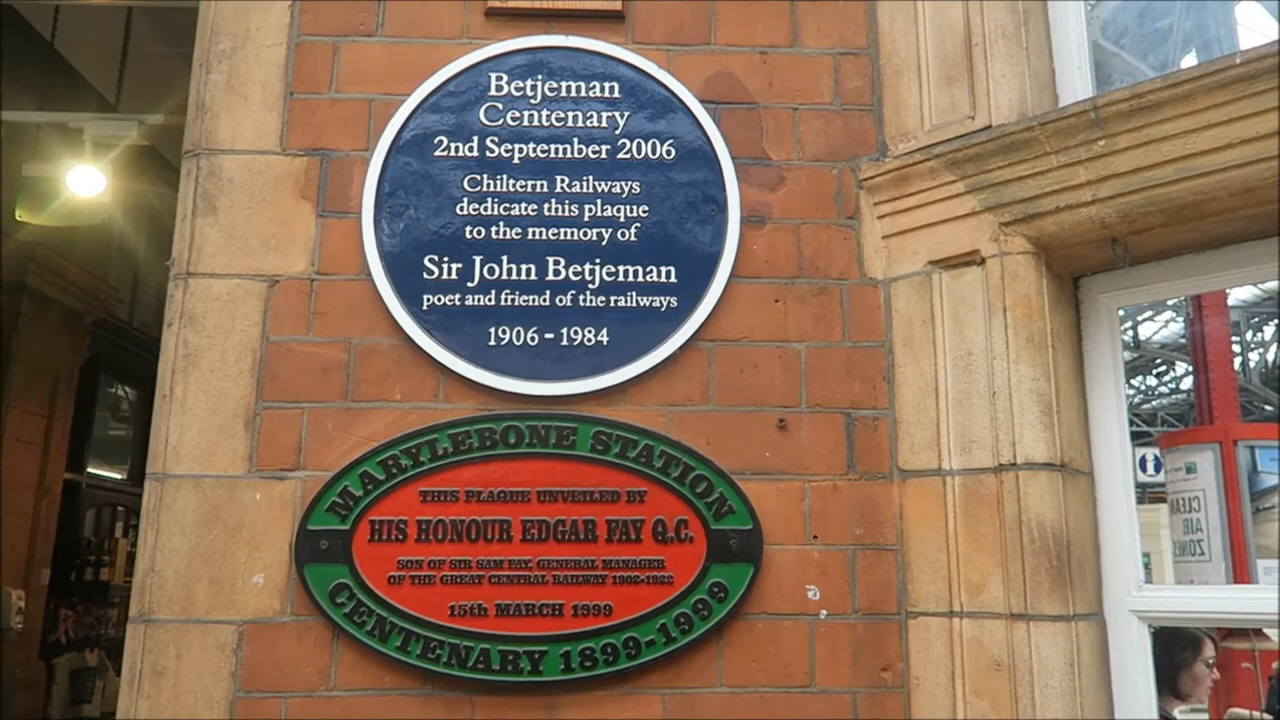 Betjeman
Centenary
2nd September 2006
Chiltern Railways
dedicate this plaque
to the memory of
Sir John Betjeman
poet and friend of the railways
1906 - 1984
MARYLEBONE STATION
THIS PLAQUE UNVEILED BY
HIS HONOUR EDGAR FAY Q.C.
SON OF SIR SAM FAY, GENERAL MANAGER
OF THE GREAT CENTRAL RAILWAY 1902-1922
15th MARCH 1999
CENTENARY 1899-1999
CLEAN
AIR
ZONE